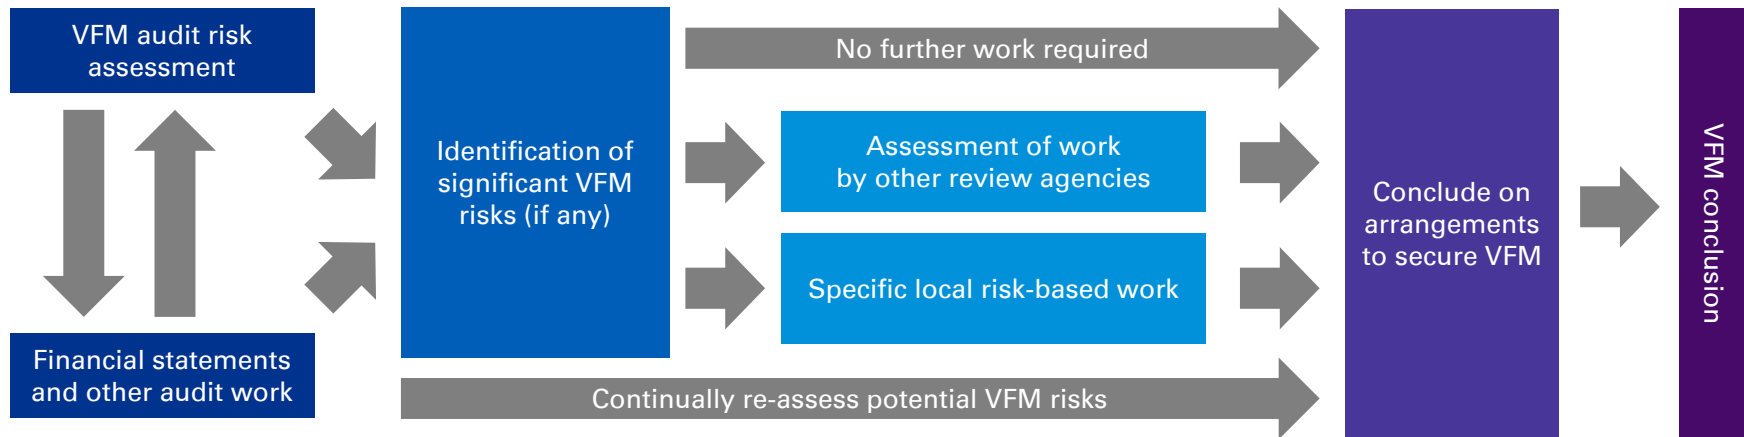 VFM audit risk
assessment
Financial statements
and other audit work
Identification of
significant VFM
risks (if any)
No further work required
Assessment of work
by other review agencies
Specific local risk-based work
Continually re-assess potential VFM risks
Conclude on
arrangements
to secure VFM
VFM conclusion